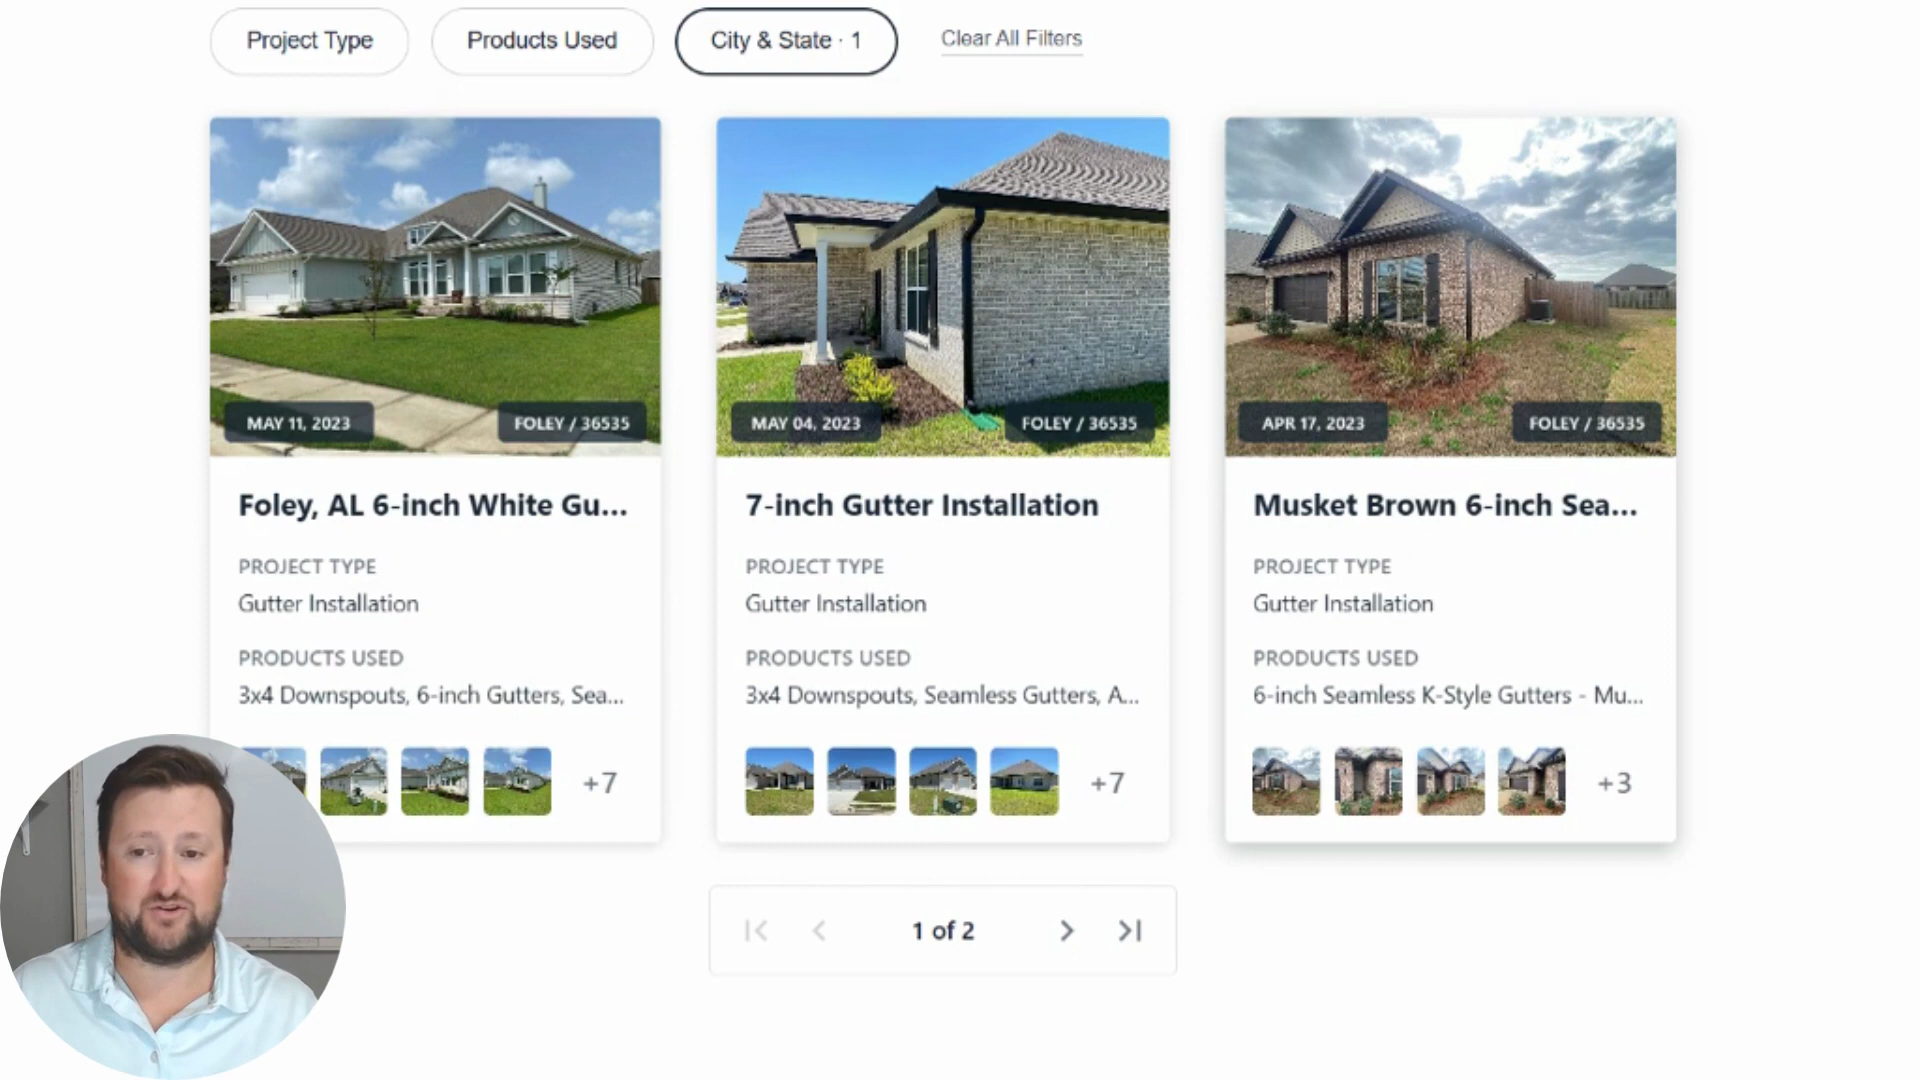 Project Type
Products Used
City & State · 1
Clear All Filters
MAY 11, 2023
FOLEY / 36535
MAY 04, 2023
FOLEY / 36535
APR 17, 2023
FOLEY / 36535
Foley, AL 6-inch White Gu...
7-inch Gutter Installation
Musket Brown 6-inch Sea...
PROJECT TYPE
Gutter Installation
PROJECT TYPE
Gutter Installation
PROJECT TYPE
Gutter Installation
PRODUCTS USED
3x4 Downspouts, 6-inch Gutters, Sea...
PRODUCTS USED
3x4 Downspouts, Seamless Gutters, A...
PRODUCTS USED
6-inch Seamless K-Style Gutters - Mu...
+7
+7
+3
1 of 2